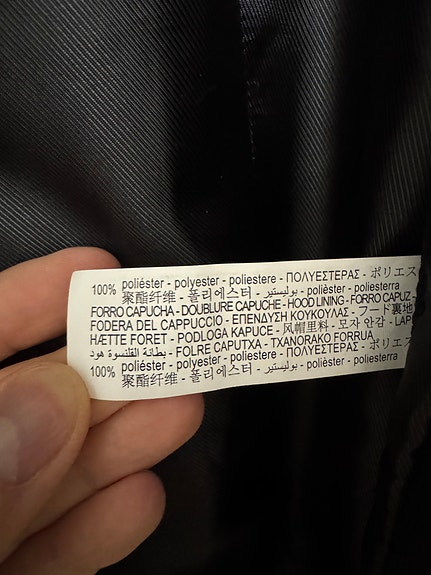 100% poliéster - polyester - poliestere - ΠΟΛΥΕΣΤΕΡΑΣ - ポリエス
聚酯纤维 - 폴리에스터 - بوليستير - polièster - poliesterra
FORRO CAPUCHA - DOUBLURE CAPUCHE - HOOD LINING - FORRO CAPUZ -
FODERA DEL CAPPUCCIO - ΕΠΕΝΔΥΣΗ ΚΟΥΚΟΥΛΑΣ - フード裏地
HÆTTE FORET - PODLOGA KAPUCE - 风帽里料 - 모자 안감 - LAP
بطانة القلنسوة هود - FOLRE CAPUTXA - TXANORAKO FORRUA
100% poliéster - polyester - poliestere - ΠΟΛΥΕΣΤΕΡΑΣ - ポリエス
聚酯纤维 - 폴리에스터 - بوليستير - polièster - poliesterra